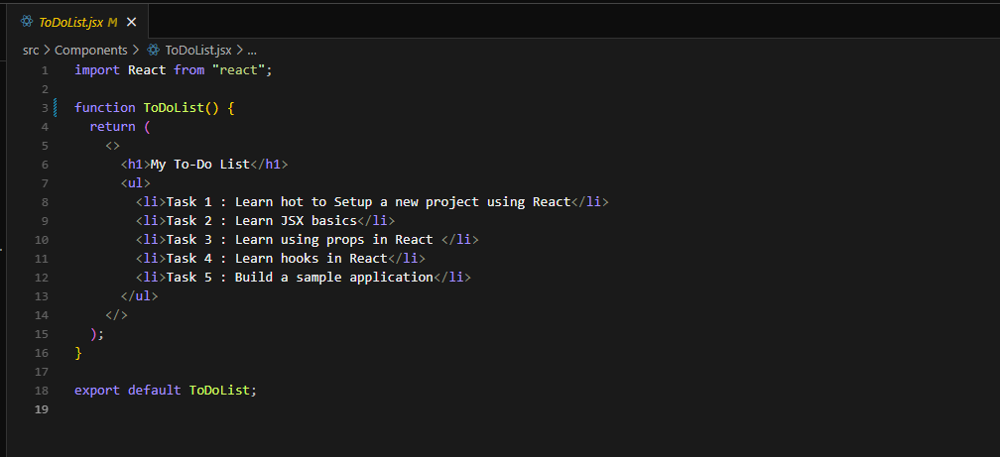 ToDoList.jsx M
src > Components > ToDoList.jsx > ...
1 import React from "react";
2
3 function ToDoList() {
4   return (
5     <>
6       <h1>My To-Do List</h1>
7       <ul>
8         <li>Task 1 : Learn hot to Setup a new project using React</li>
9         <li>Task 2 : Learn JSX basics</li>
10         <li>Task 3 : Learn using props in React </li>
11         <li>Task 4 : Learn hooks in React</li>
12         <li>Task 5 : Build a sample application</li>
13       </ul>
14     </>
15   );
16 }
17
18 export default ToDoList;
19